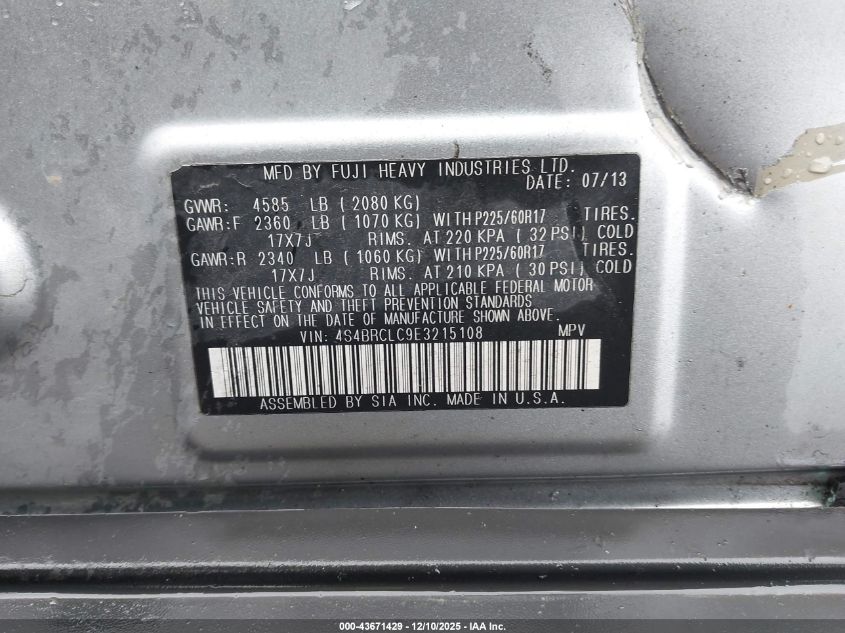 MFD BY FUJI HEAVY INDUSTRIES LTD.
DATE: 07/13
GVWR: 4585 LB ( 2080 KG)
GAWR:F 2360 LB ( 1070 KG) WITH P225/60R17 TIRES.
17X7J RIMS. AT 220 KPA ( 32 PSI) COLD
GAWR:R 2340 LB ( 1060 KG) WITH P225/60R17 TIRES.
17X7J RIMS. AT 210 KPA ( 30 PSI) COLD
THIS VEHICLE CONFORMS TO ALL APPLICABLE FEDERAL MOTOR
VEHICLE SAFETY AND THEFT PREVENTION STANDARDS
IN EFFECT ON THE DATE OF MANUFACTURE SHOWN ABOVE.
VIN: 4S4BRCLC9E3215108 MPV
ASSEMBLED BY SIA INC. MADE IN U.S.A.
000-43671429 - 12/10/2025 - IAA Inc.